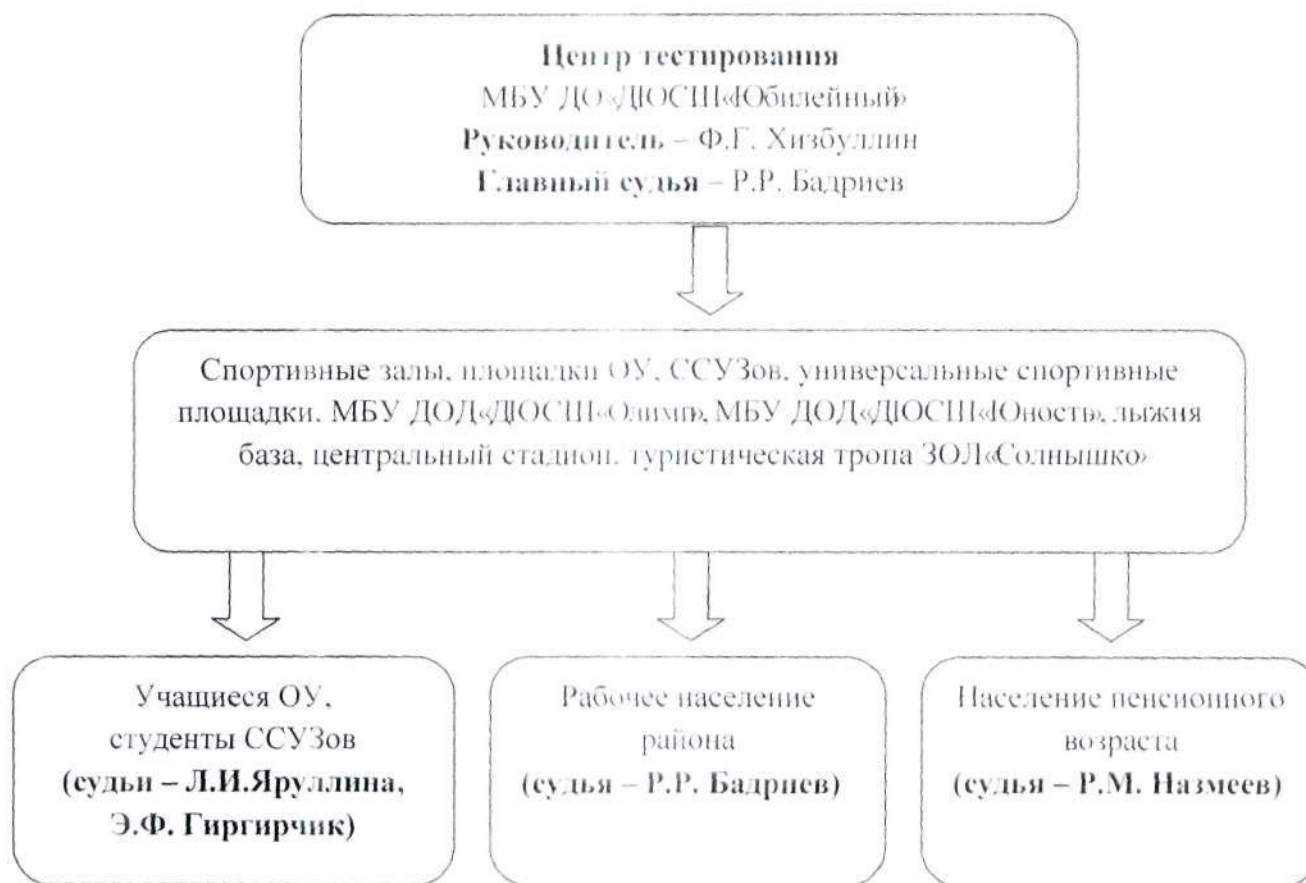 Центр тестирования
МБУ ДО«ДЮСШ«Юбилейный»
Руководитель – Ф.Г. Хизбуллин
Главный судья – Р.Р. Бадриев
Спортивные залы, площадки ОУ, ССУЗов, универсальные спортивные
площадки. МБУ ДОД«ДЮСШ«Олимп», МБУ ДОД«ДЮСШ«Юность», лыжня
база, центральный стадион, туристическая тропа ЗОЛ«Солнышко»
Учащиеся ОУ,
студенты ССУЗов
(судьи – Л.И.Яруллина,
Э.Ф. Гиргирчик)
Рабочее население
района
(судья – Р.Р. Бадриев)
Население пенсионного
возраста
(судья – Р.М. Назмеев)